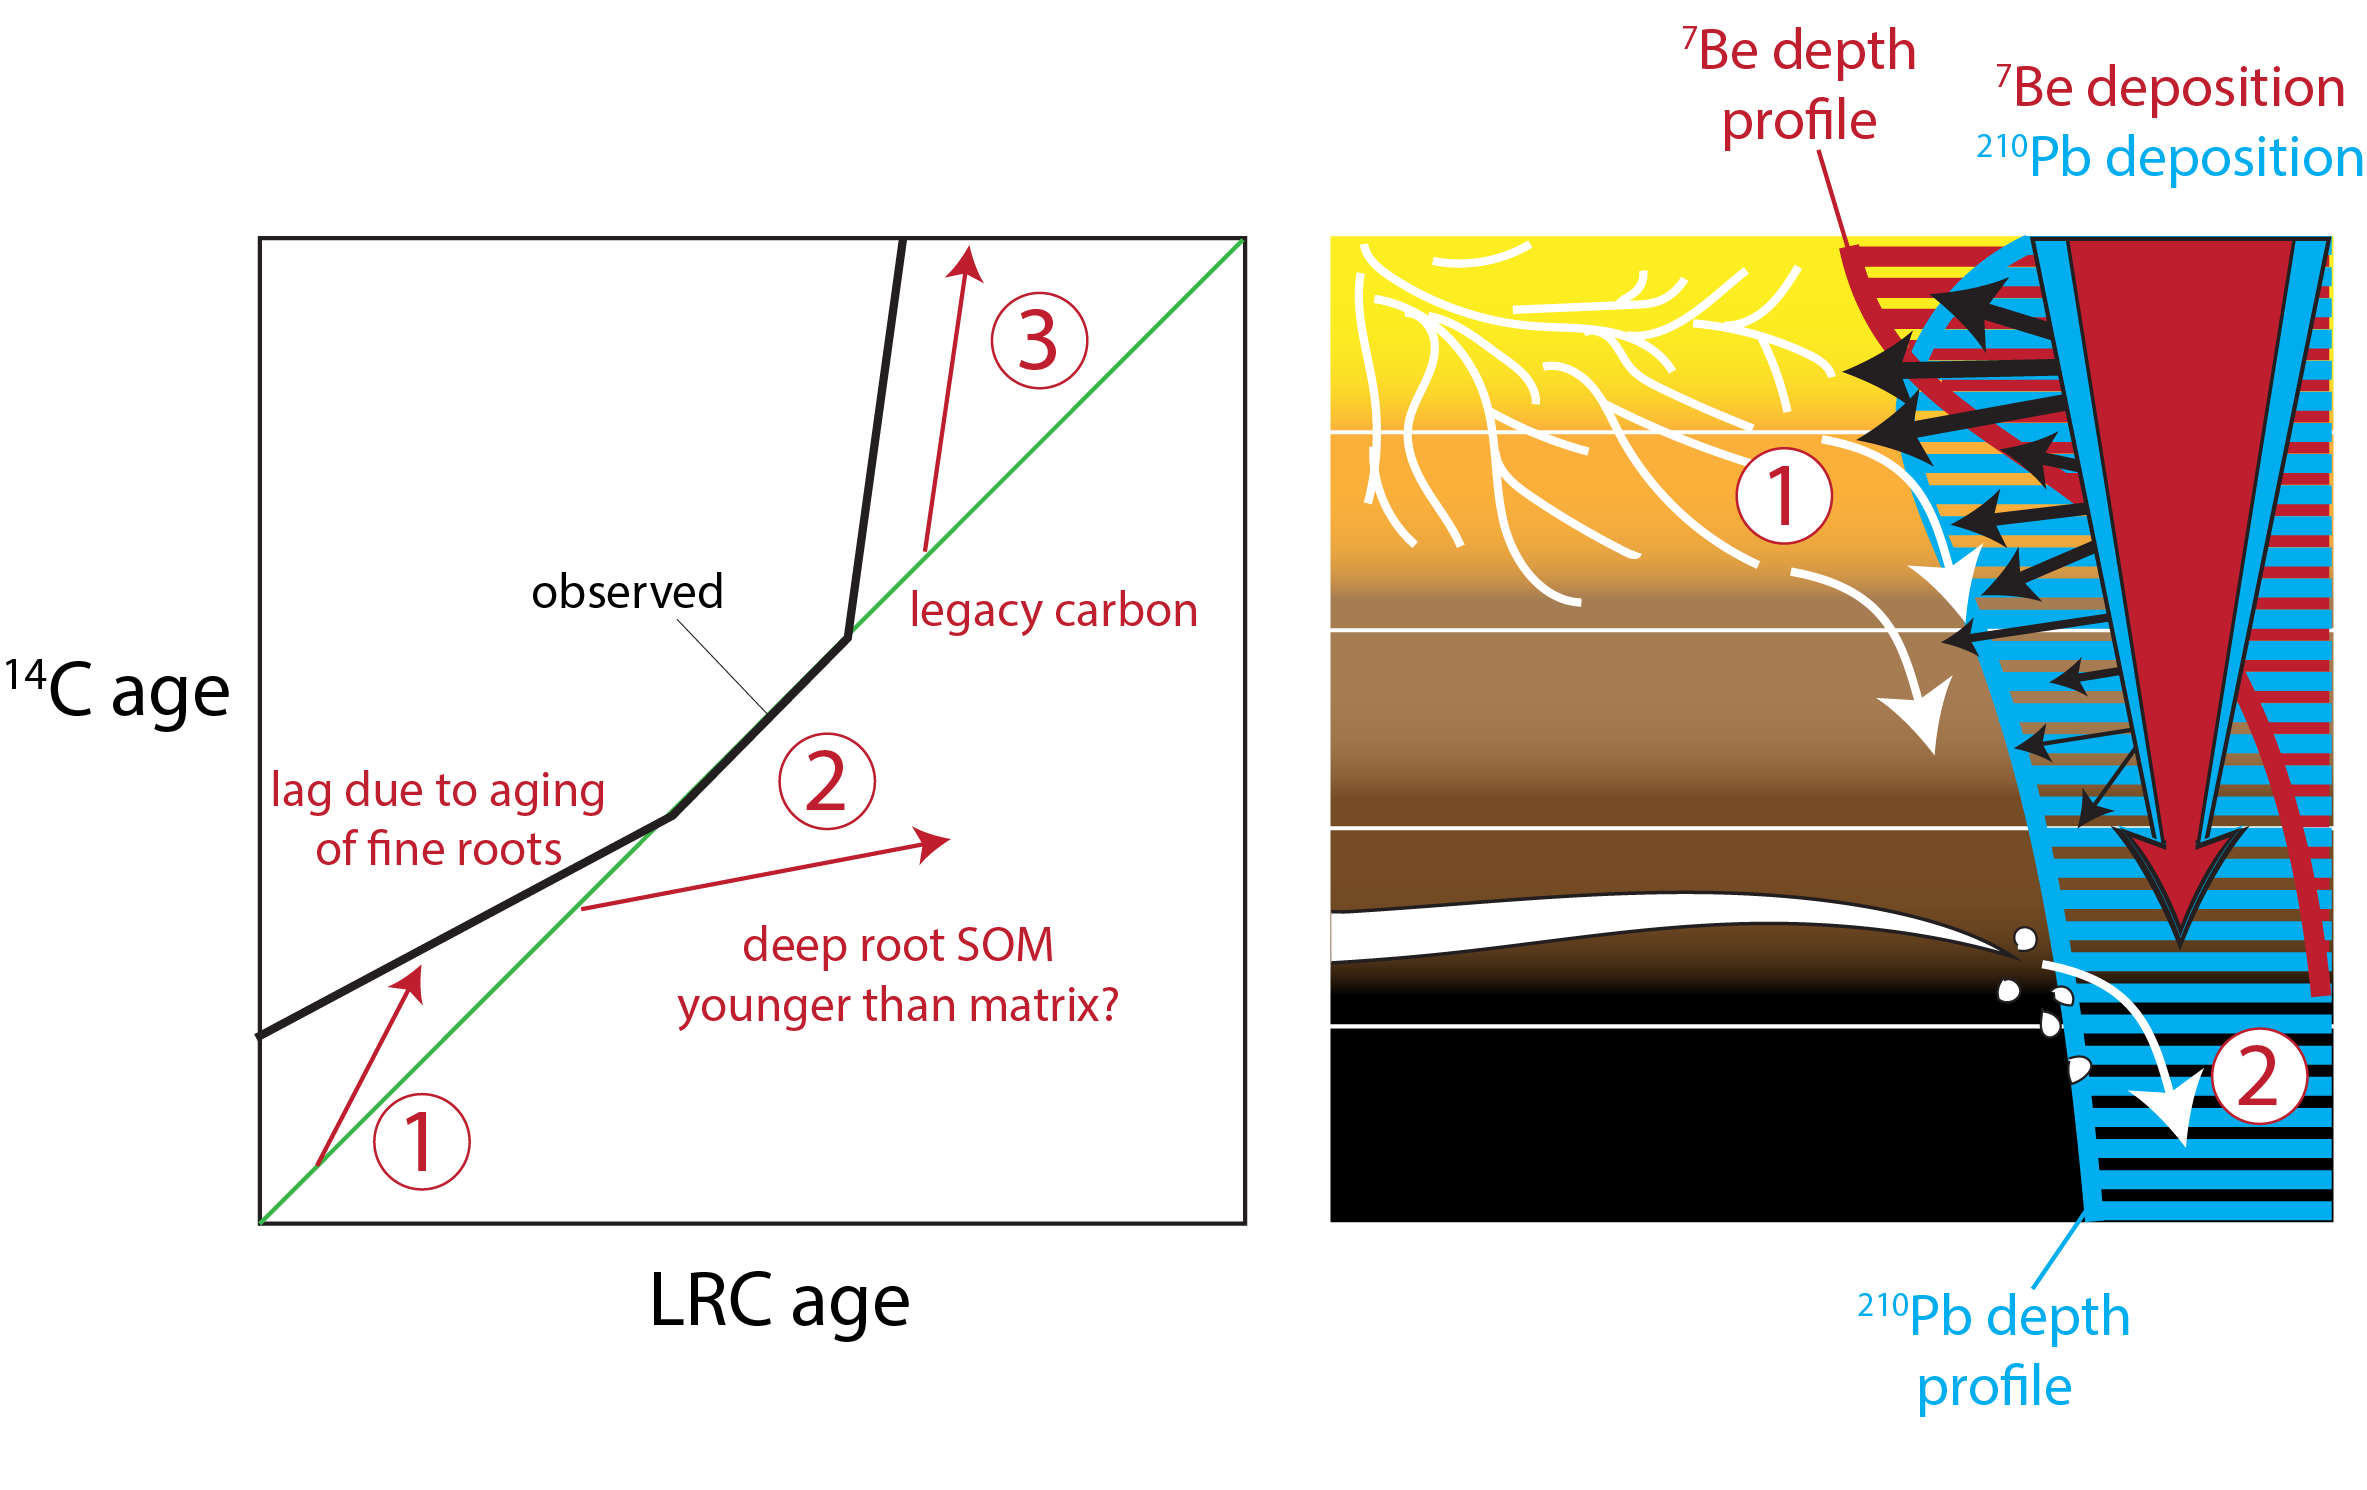 ⁷Be depth
profile
⁷Be deposition
²¹⁰Pb deposition
3
observed
legacy carbon
¹⁴C age
lag due to aging
of fine roots
2
deep root SOM
younger than matrix?
1
LRC age
1
2
²¹⁰Pb depth
profile